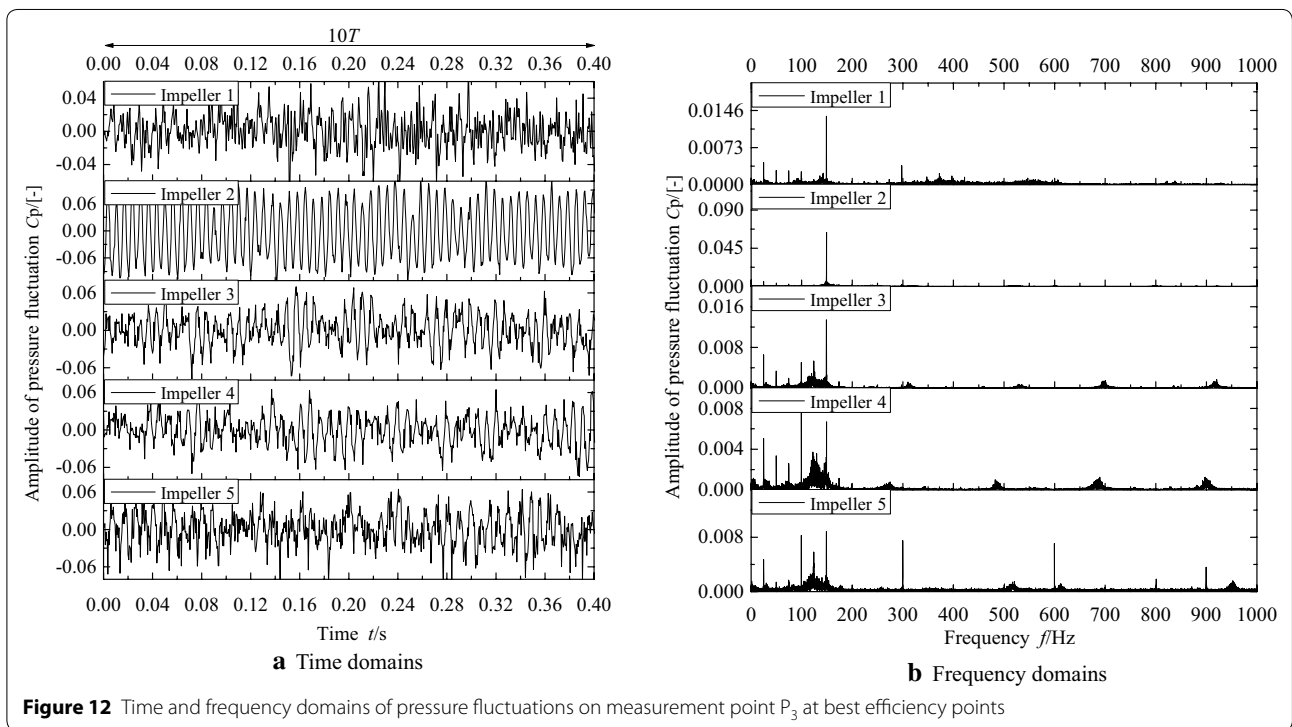 10T
0.00 0.04 0.08 0.12 0.16 0.20 0.24 0.28 0.32 0.36 0.40
Amplitude of pressure fluctuation Cp/[-]
0.04
0.00
-0.04
Impeller 1
0.06
0.00
-0.06
Impeller 2
0.06
0.00
-0.06
Impeller 3
0.06
0.00
-0.06
Impeller 4
0.06
0.00
-0.06
Impeller 5
0.00 0.04 0.08 0.12 0.16 0.20 0.24 0.28 0.32 0.36 0.40
Time t/s
a Time domains
0 100 200 300 400 500 600 700 800 900 1000
Amplitude of pressure fluctuation Cp/[-]
0.0146
0.0073
0.0000
Impeller 1
0.090
0.045
0.000
Impeller 2
0.016
0.008
0.000
Impeller 3
0.008
0.004
0.000
Impeller 4
0.008
0.000
Impeller 5
0 100 200 300 400 500 600 700 800 900 1000
Frequency f/Hz
b Frequency domains
Figure 12 Time and frequency domains of pressure fluctuations on measurement point P₃ at best efficiency points